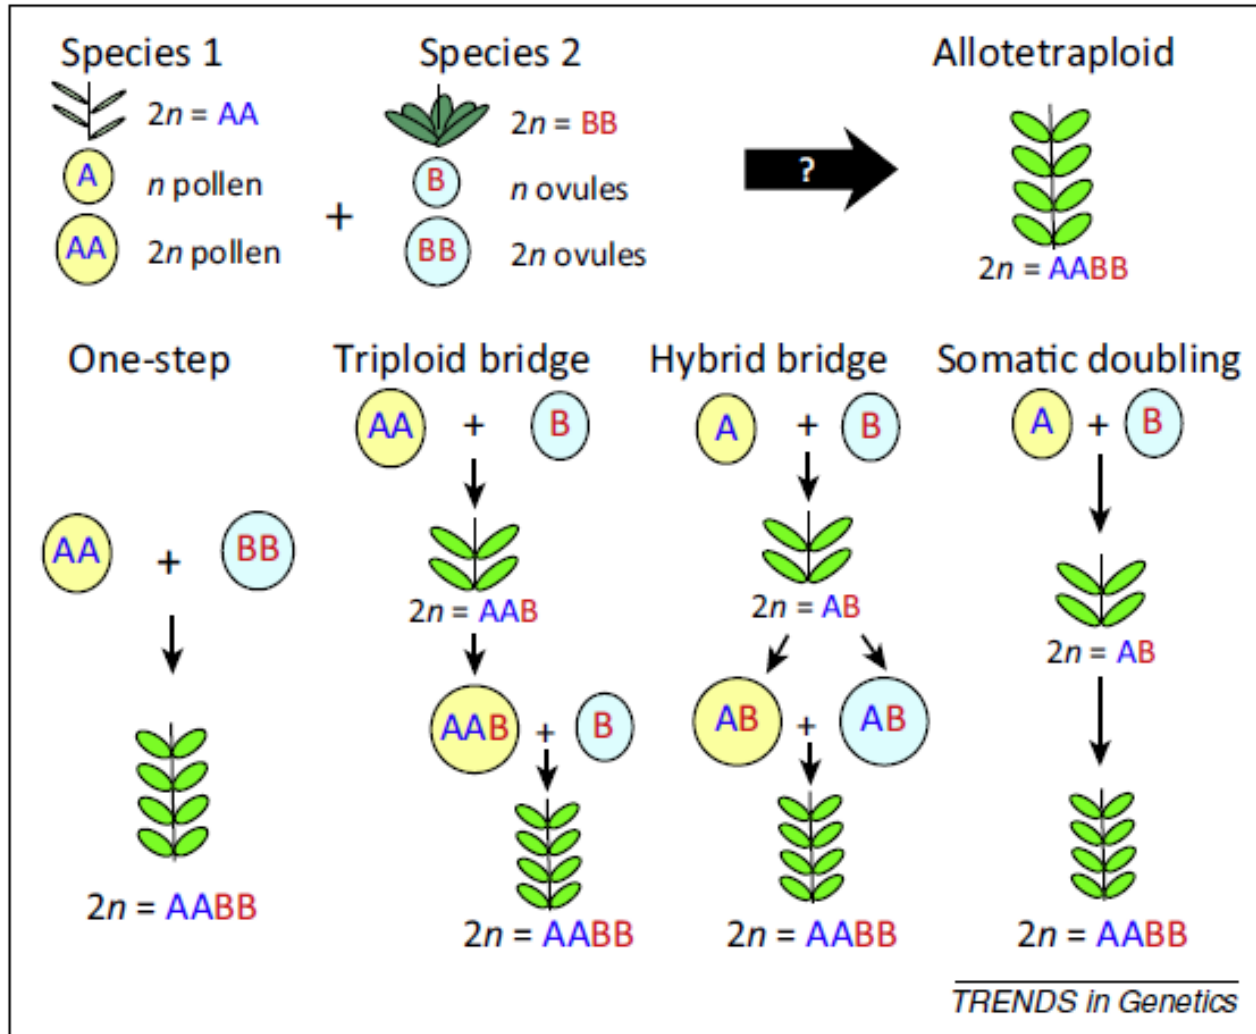 Species 1
Species 2
Allotetraploid
2n = AA
2n = BB
?
A
n pollen
B
n ovules
+
AA
2n pollen
BB
2n ovules
2n = AABB
One-step
Triploid bridge
Hybrid bridge
Somatic doubling
AA + BB
2n = AABB
AA + B
2n = AAB
AAB + B
2n = AABB
A + B
2n = AB
AB + AB
2n = AABB
A + B
2n = AB
2n = AABB
TRENDS in Genetics